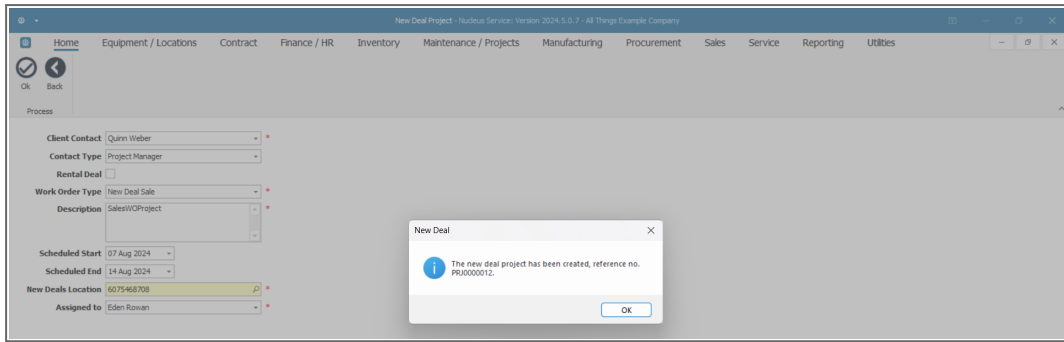 New Deal Project - Nucleus Service: Version 2024.5.0.7 - All Things Example Company
Home Equipment / Locations Contract Finance / HR Inventory Maintenance / Projects Manufacturing Procurement Sales Service Reporting Utilities
Ok Back
Process
Client Contact Quinn Weber *
Contact Type Project Manager
Rental Deal
Work Order Type New Deal Sale *
Description SalesWOProject *
Scheduled Start 07 Aug 2024
Scheduled End 14 Aug 2024
New Deals Location 6075468708 *
Assigned to Eden Rowan *
New Deal
The new deal project has been created, reference no.
PRJ0000012.
OK